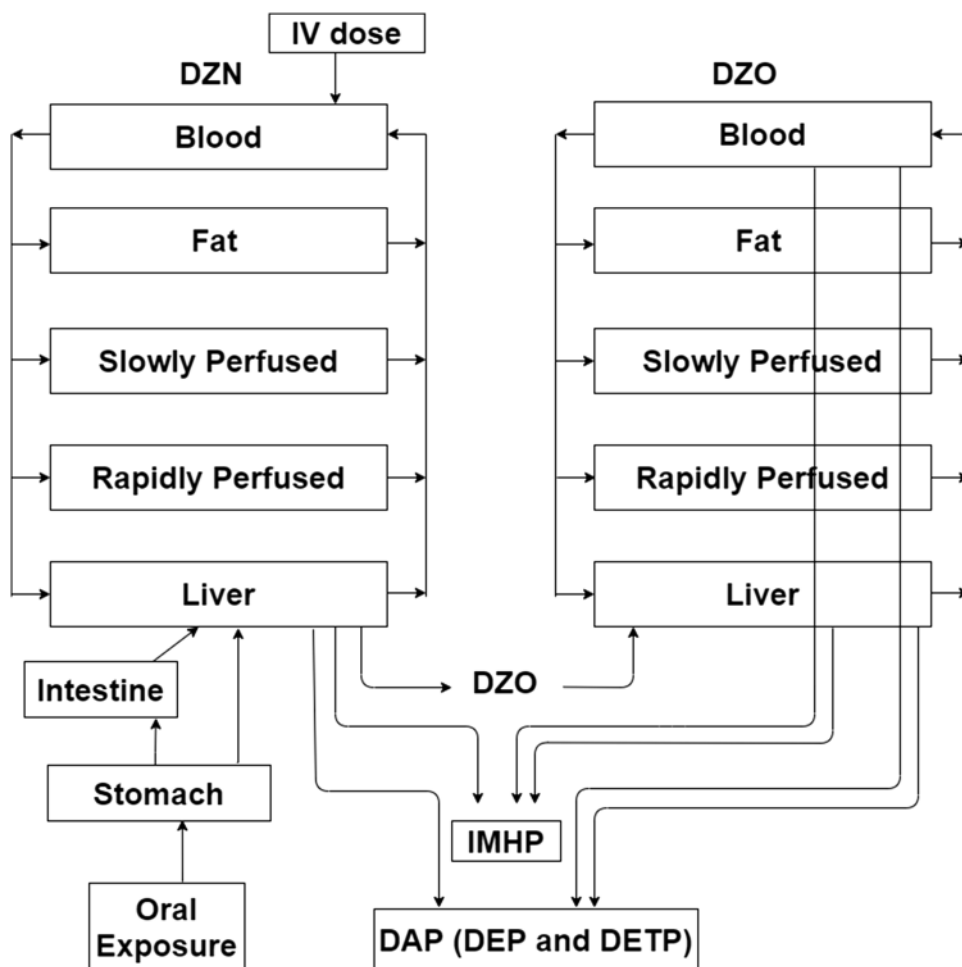 IV dose
DZN
DZO
Blood
Blood
Fat
Fat
Slowly Perfused
Slowly Perfused
Rapidly Perfused
Rapidly Perfused
Liver
Liver
Intestine
DZO
Stomach
IMHP
Oral
Exposure
DAP (DEP and DETP)